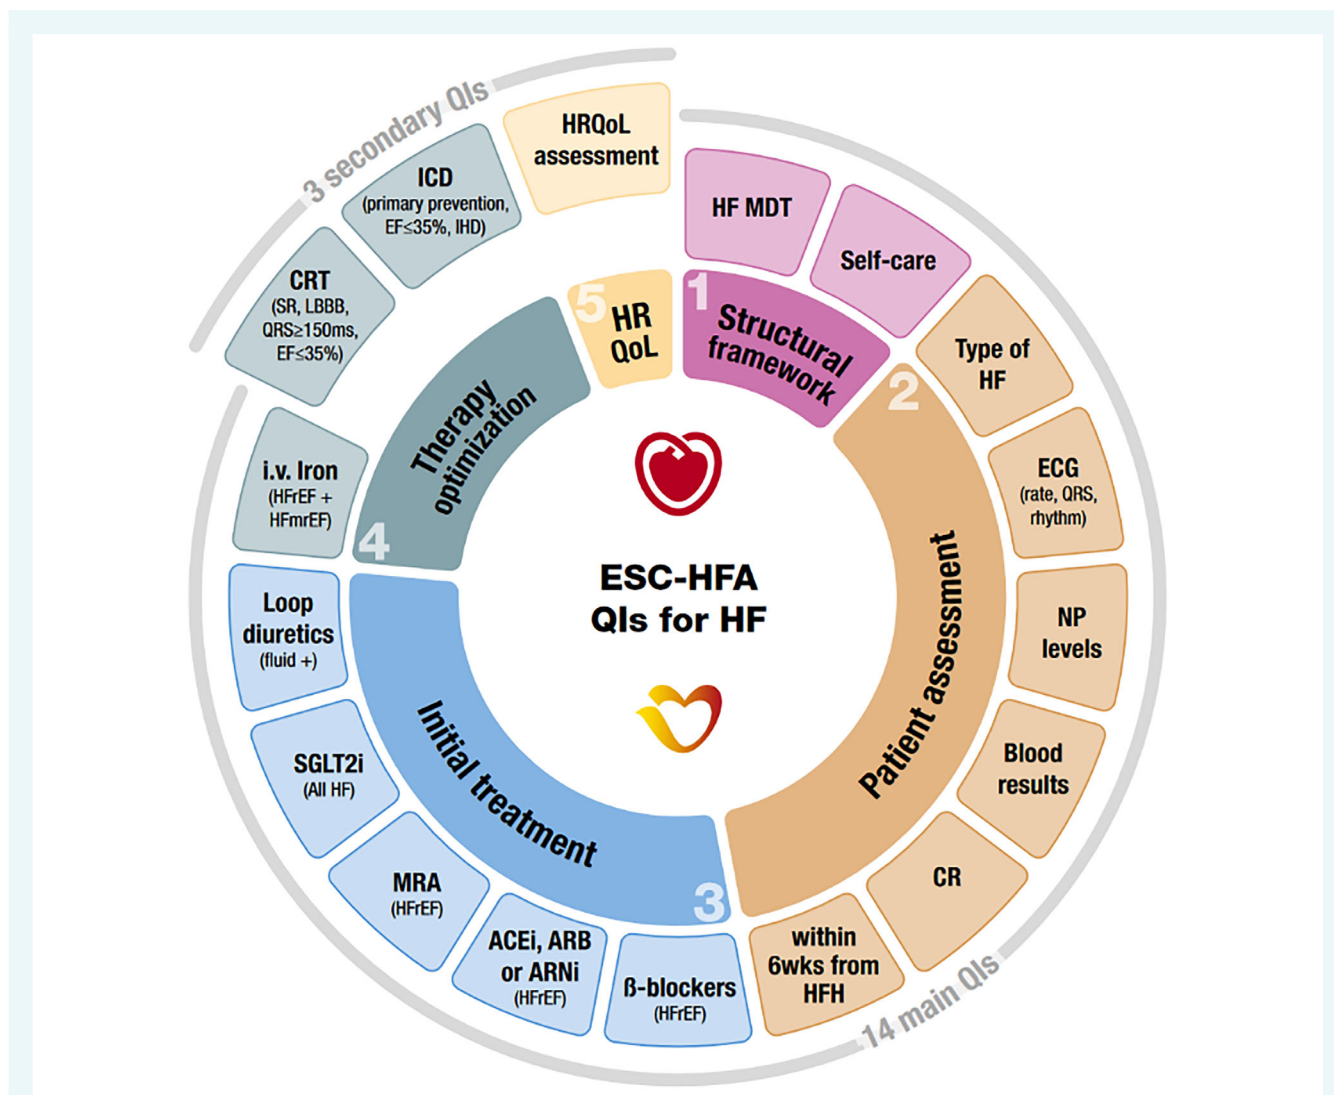 3 secondary QIs
HRQoL
assessment
ICD
(primary prevention,
EF≤35%, IHD)
CRT
(SR, LBBB,
QRS≥150ms,
EF≤35%)
HF MDT
Self-care
1
Structural
framework
5
HR
QoL
Type of
HF
2
ECG
(rate, QRS,
rhythm)
NP
levels
Blood
results
CR
within
6wks from
HFH
Patient assessment
14 main QIs
Therapy
optimization
4
i.v. Iron
(HFrEF +
HFmrEF)
Loop
diuretics
(fluid +)
SGLT2i
(All HF)
MRA
(HFrEF)
ACEi, ARB
or ARNi
(HFrEF)
ß-blockers
(HFrEF)
Initial treatment
3
ESC-HFA
QIs for HF